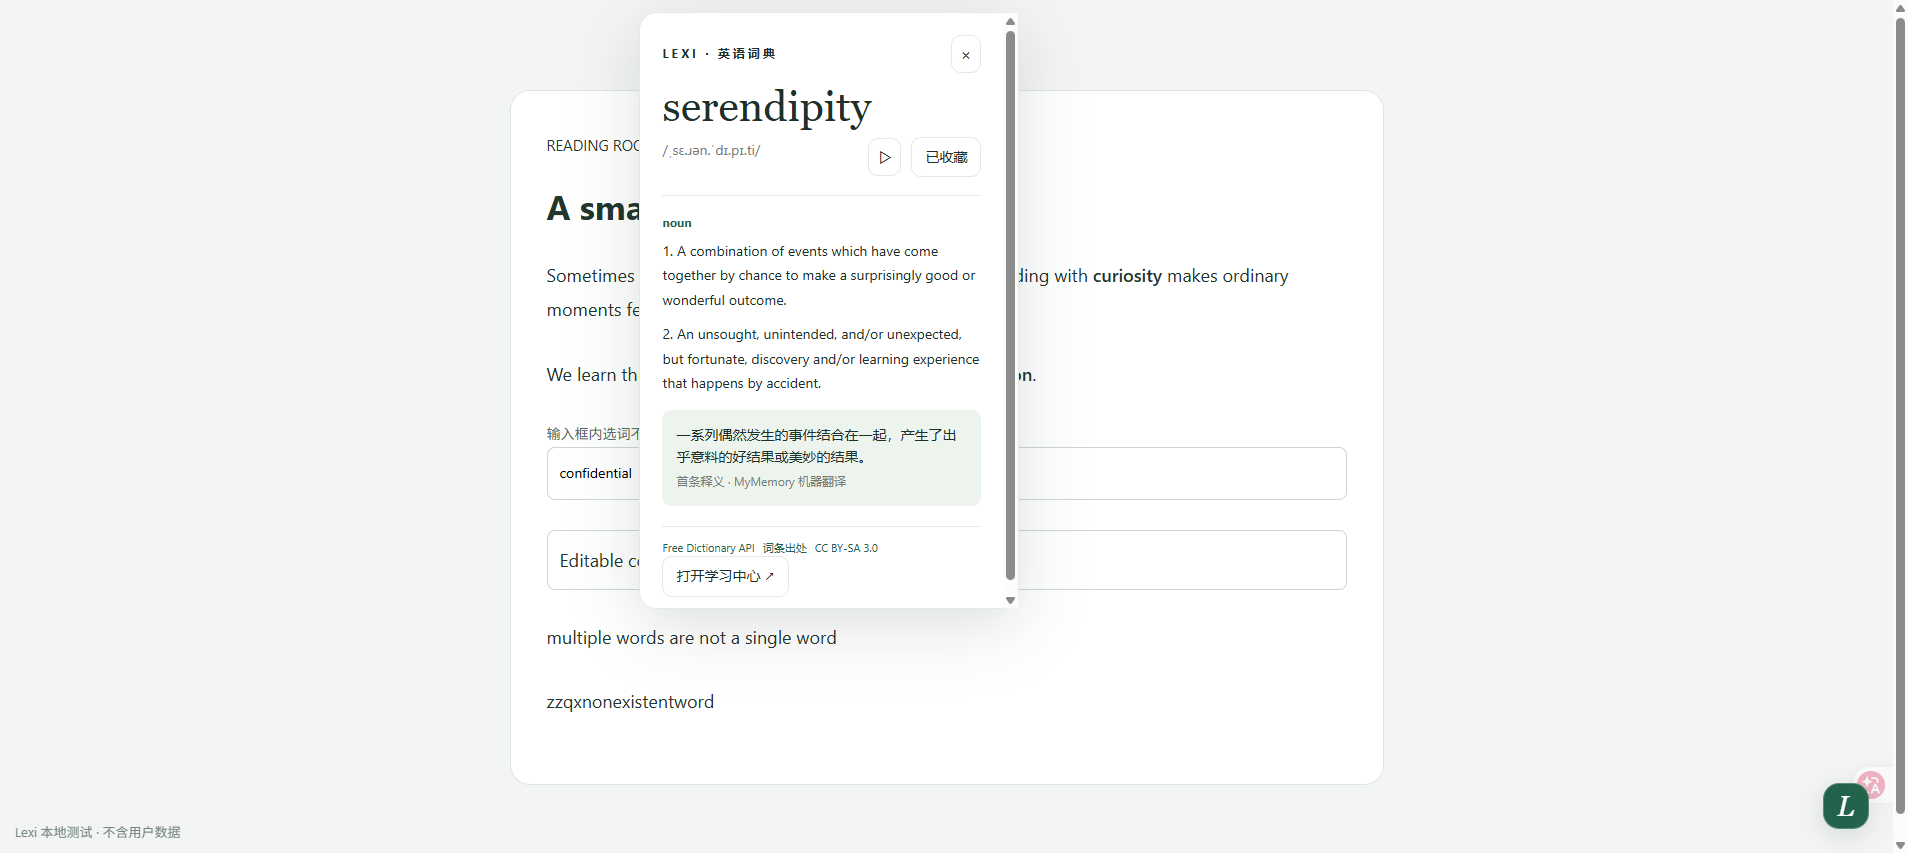 LEXI · 英语词典
×
serendipity
/ˌsɛ.ɹən.ˈdɪ.pɪ.ti/
已收藏
noun
1. A combination of events which have come
together by chance to make a surprisingly good or
wonderful outcome.
2. An unsought, unintended, and/or unexpected,
but fortunate, discovery and/or learning experience
that happens by accident.
一系列偶然发生的事件结合在一起，产生了出
乎意料的好结果或美妙的结果。
首条释义 · MyMemory 机器翻译
Free Dictionary API 词条出处 CC BY-SA 3.0
打开学习中心 ↗
READING
A
Sometimes
with curiosity makes ordinary
moments
We learn
输入框内选词
confidential
Editable
multiple words are not a single word
zzqxnonexistentword
Lexi 本地测试 · 不含用户数据
L